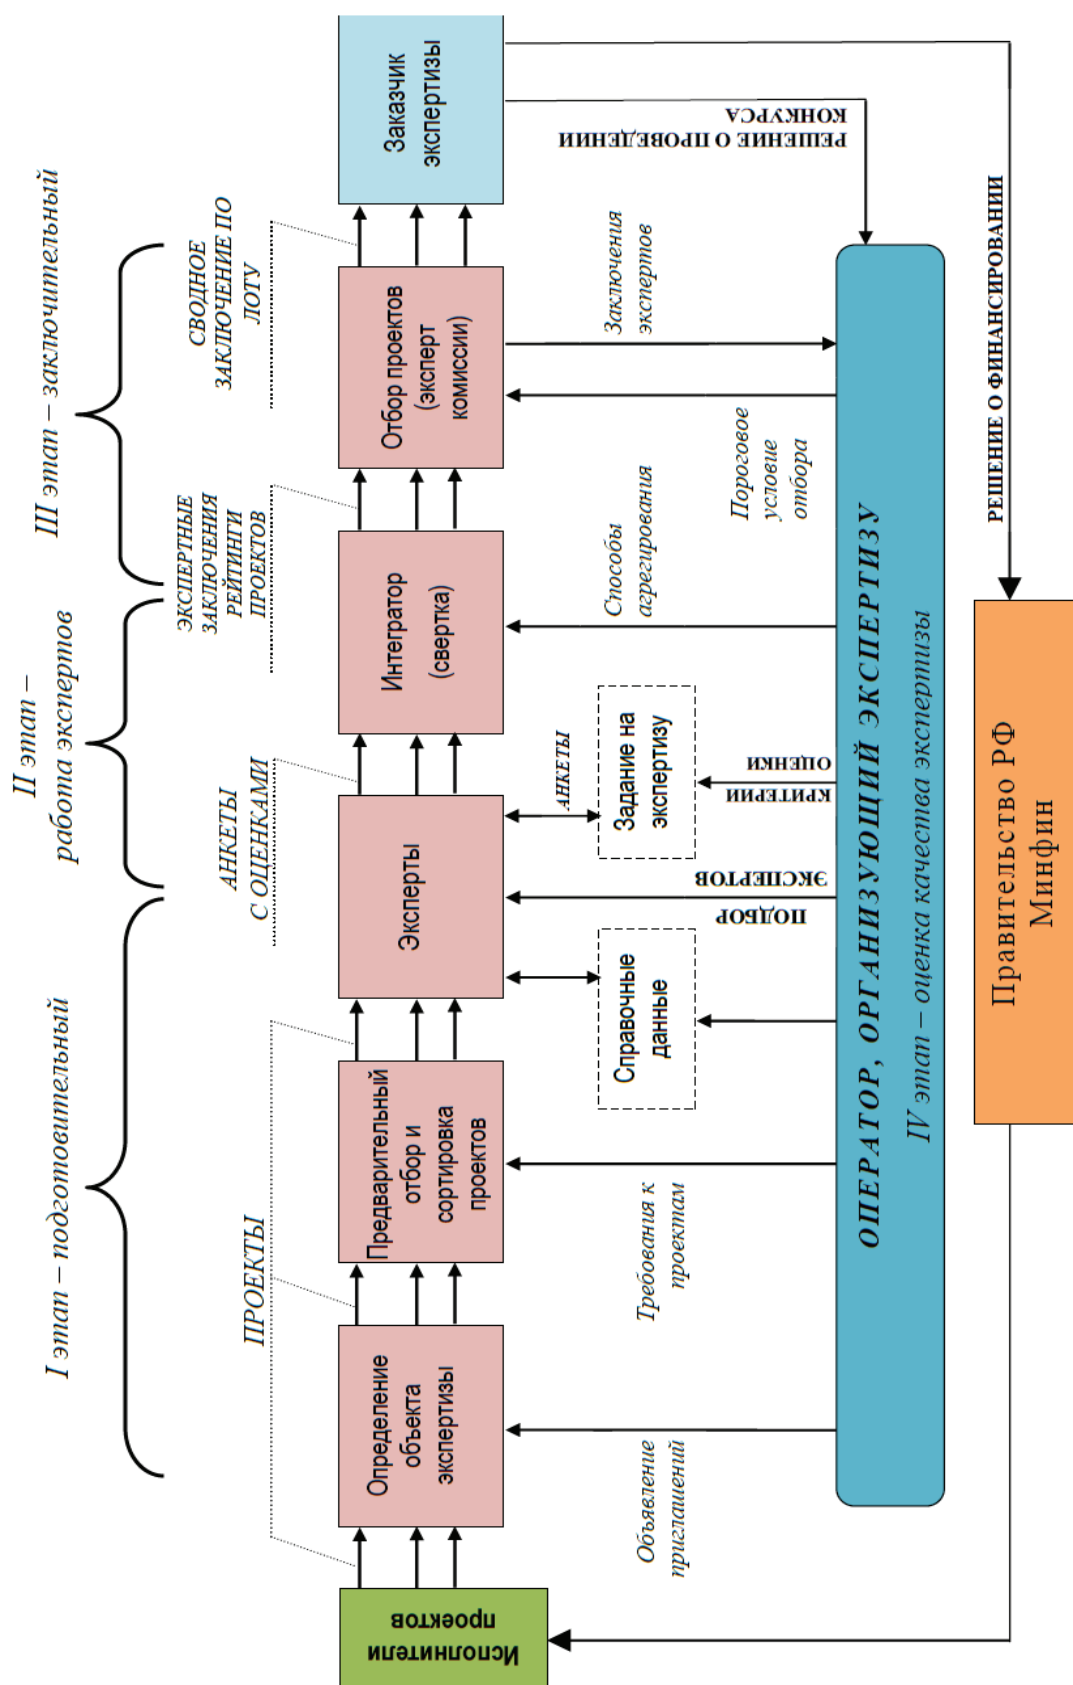 I этап – подготовительный
II этап –
работа экспертов
III этап – заключительный
ПРОЕКТЫ
АНКЕТЫ
С ОЦЕНКАМИ
ЭКСПЕРТНЫЕ
ЗАКЛЮЧЕНИЯ
РЕЙТИНГИ
ПРОЕКТОВ
СВОДНОЕ
ЗАКЛЮЧЕНИЕ ПО
ЛОТУ
Исполнители
проектов
Определение
объекта
экспертизы
Предварительный
отбор и
сортировка
проектов
Эксперты
Интегратор
(свертка)
Отбор проектов
(эксперт
комиссии)
Заказчик
экспертизы
Объявление
приглашений
Требования к
проектам
Справочные
данные
ПОДБОР
ЭКСПЕРТОВ
АНКЕТЫ
Задание на
экспертизу
КРИТЕРИИ
ОЦЕНКИ
Способы
агрегирования
Пороговое
условие
отбора
Заключения
экспертов
РЕШЕНИЕ О ПРОВЕДЕНИИ
КОНКУРСА
ОПЕРАТОР, ОРГАНИЗУЮЩИЙ ЭКСПЕРТИЗУ
IV этап – оценка качества экспертизы
РЕШЕНИЕ О ФИНАНСИРОВАНИИ
Правительство РФ
Минфин